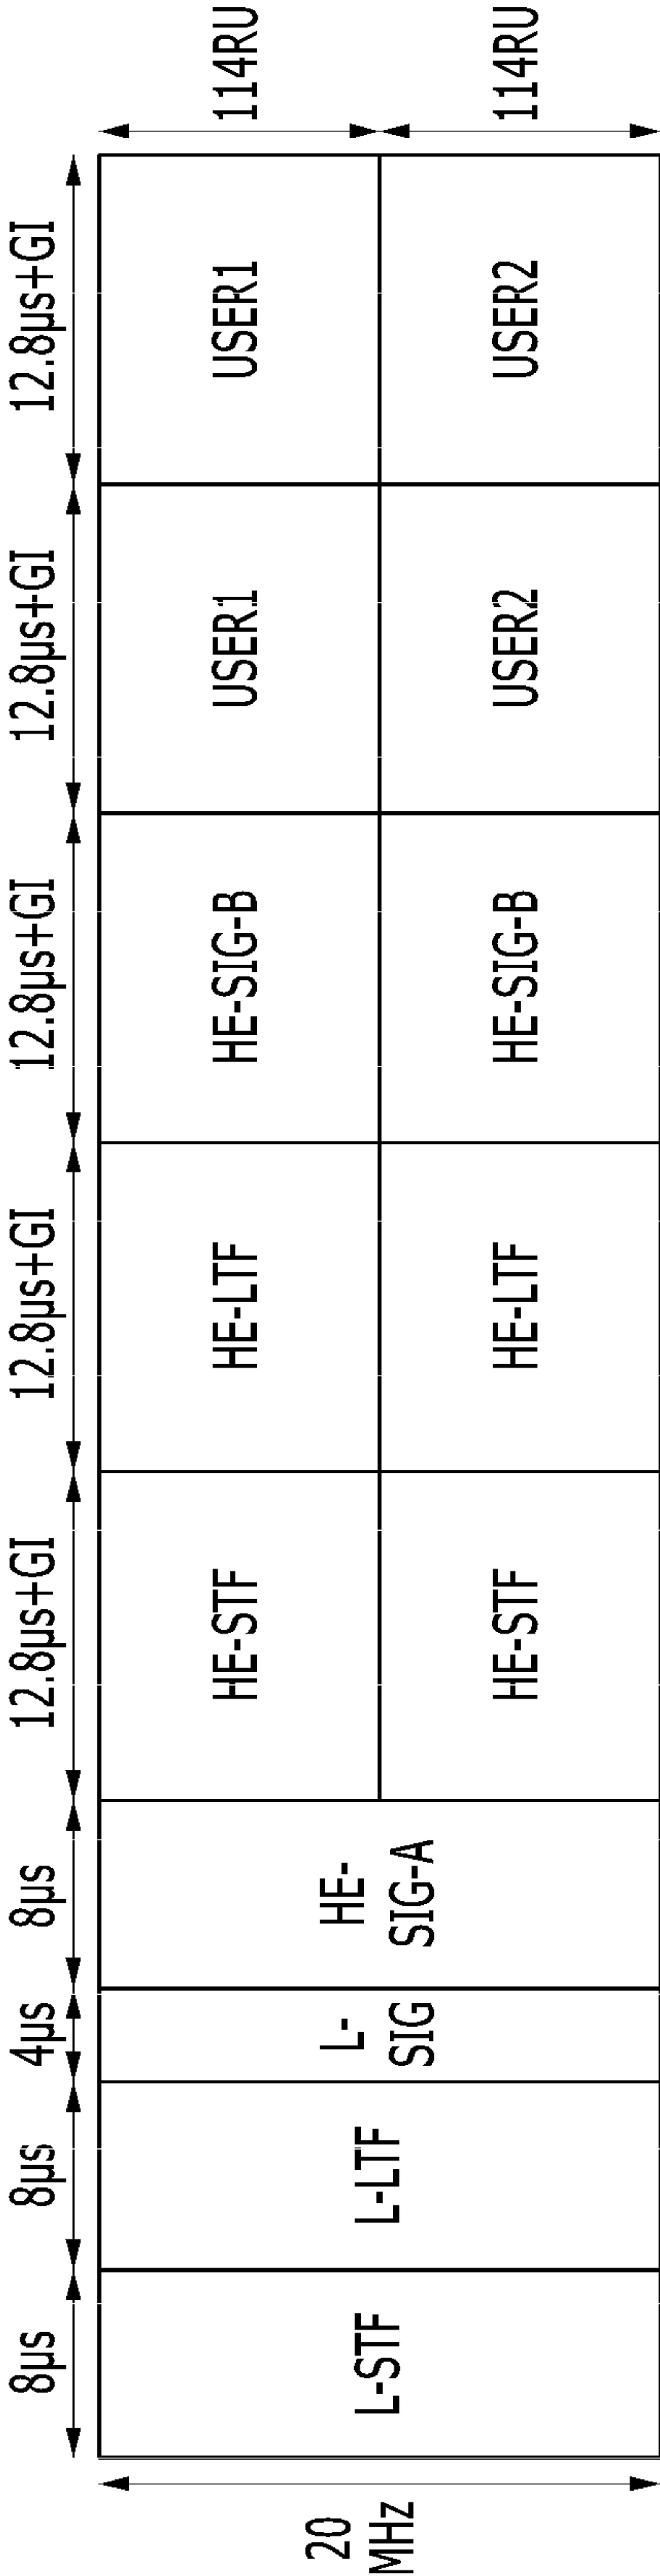 8µs
8µs
4µs
8µs
12.8µs+GI
12.8µs+GI
12.8µs+GI
12.8µs+GI
12.8µs+GI
20
MHz
L-STF
L-LTF
L-
SIG
HE-
SIG-A
HE-STF
HE-LTF
HE-SIG-B
USER1
USER1
114RU
HE-STF
HE-LTF
HE-SIG-B
USER2
USER2
114RU